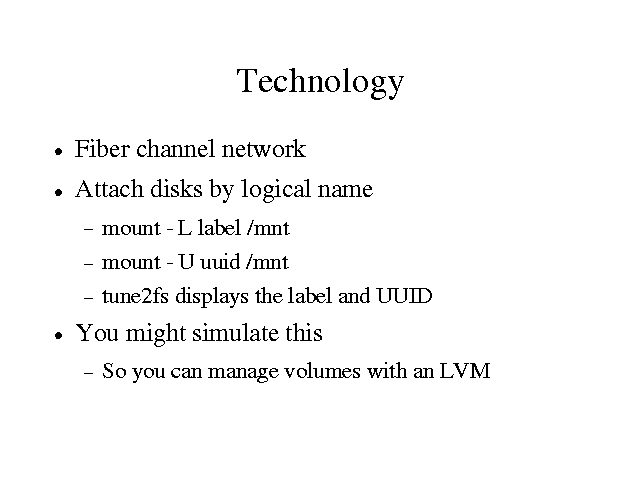 Technology
• Fiber channel network
• Attach disks by logical name
– mount -L label /mnt
– mount -U uuid /mnt
– tune2fs displays the label and UUID
• You might simulate this
– So you can manage volumes with an LVM